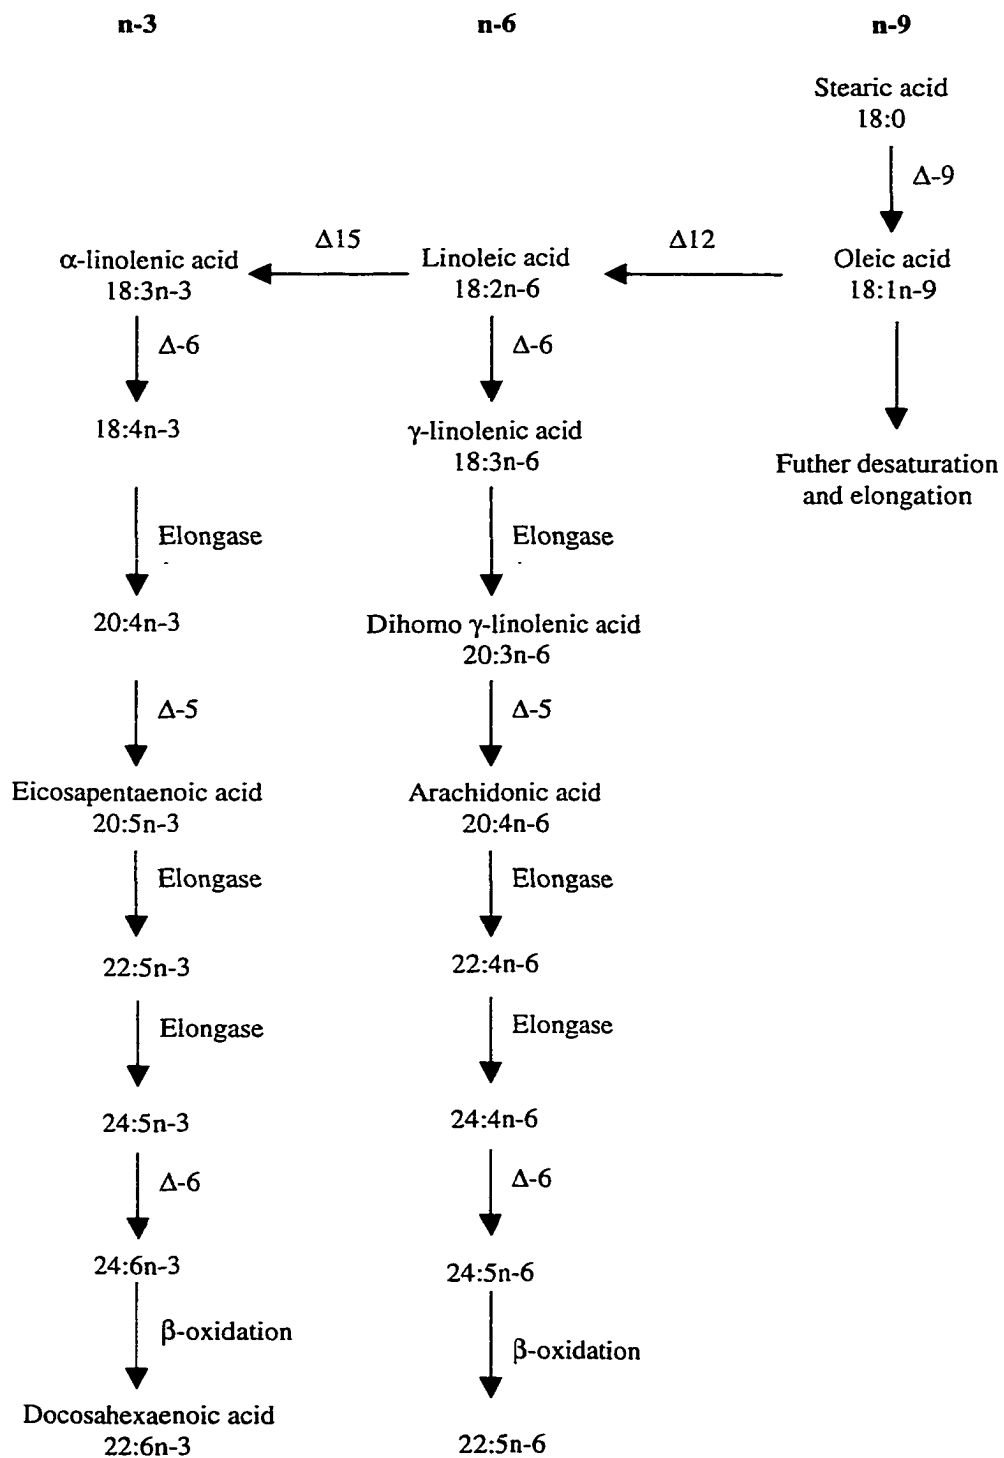 n-3
n-6
n-9
Stearic acid
18:0
Δ-9
α-linolenic acid
18:3n-3
Δ15
Linoleic acid
18:2n-6
Δ12
Oleic acid
18:1n-9
Δ-6
Δ-6
18:4n-3
γ-linolenic acid
18:3n-6
Futher desaturation
and elongation
Elongase
Elongase
20:4n-3
Dihomo γ-linolenic acid
20:3n-6
Δ-5
Δ-5
Eicosapentaenoic acid
20:5n-3
Arachidonic acid
20:4n-6
Elongase
Elongase
22:5n-3
22:4n-6
Elongase
Elongase
24:5n-3
24:4n-6
Δ-6
Δ-6
24:6n-3
24:5n-6
β-oxidation
β-oxidation
Docosahexaenoic acid
22:6n-3
22:5n-6